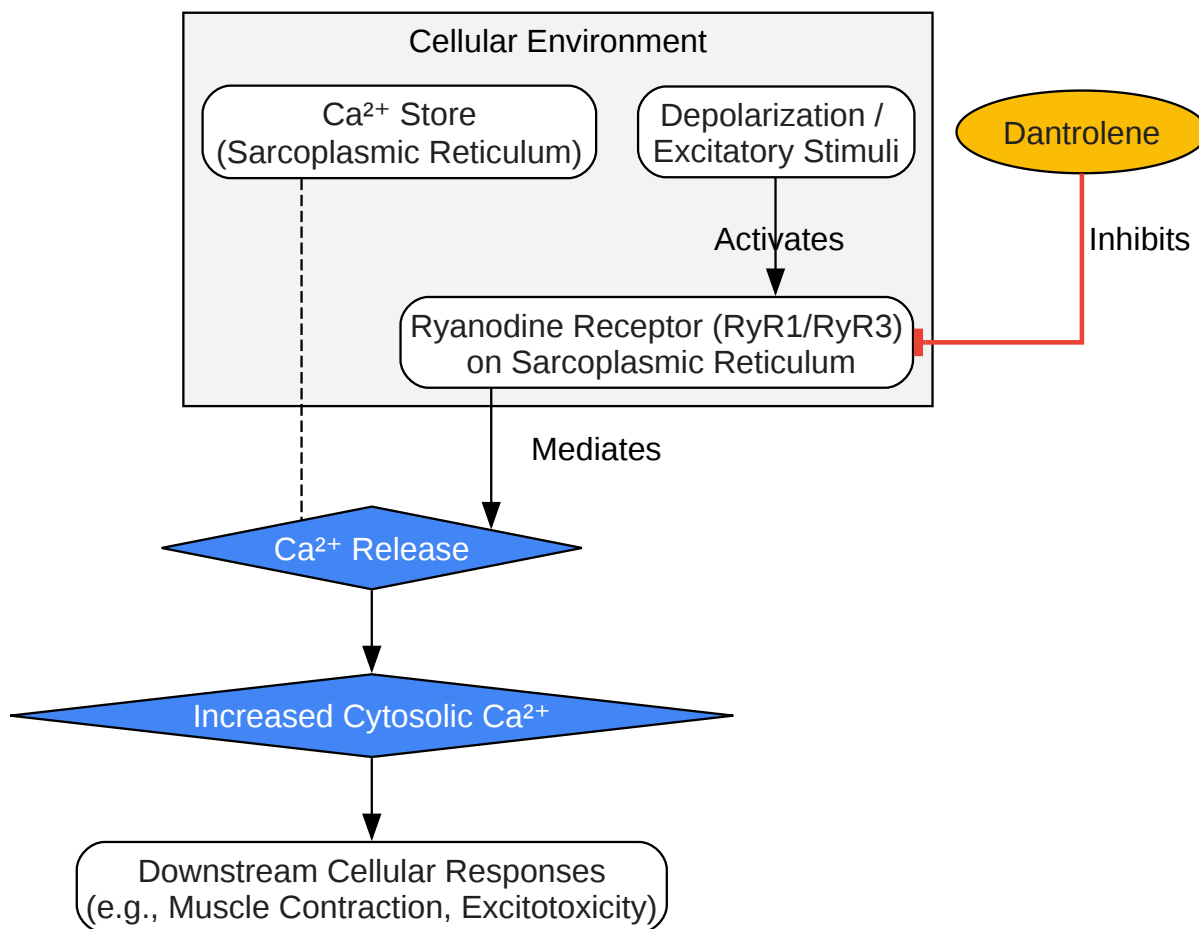 Cellular Environment
Ca²⁺ Store
(Sarcoplasmic Reticulum)
Depolarization /
Excitatory Stimuli
Dantrolene
Activates
Inhibits
Ryanodine Receptor (RyR1/RyR3)
on Sarcoplasmic Reticulum
Mediates
Ca²⁺ Release
Increased Cytosolic Ca²⁺
Downstream Cellular Responses
(e.g., Muscle Contraction, Excitotoxicity)